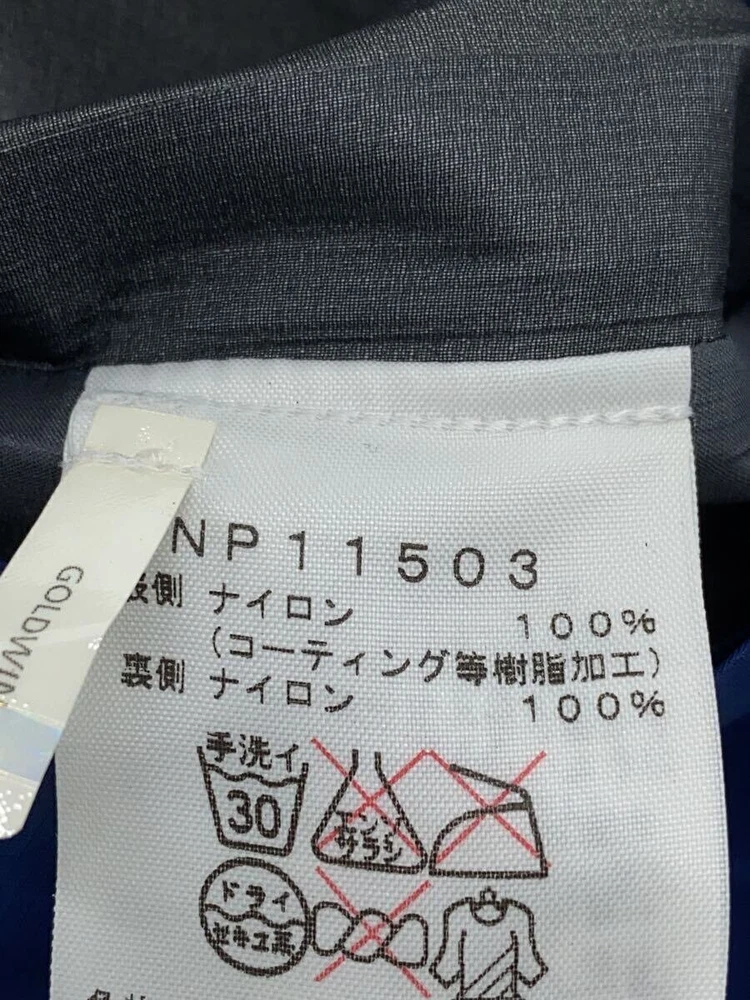 NP11503
GOLDWIN
表側 ナイロン 100%
(コーティング等樹脂加工)
裏側 ナイロン 100%
手洗イ
30
エンソ
サラシ
ドライ
セキユ系